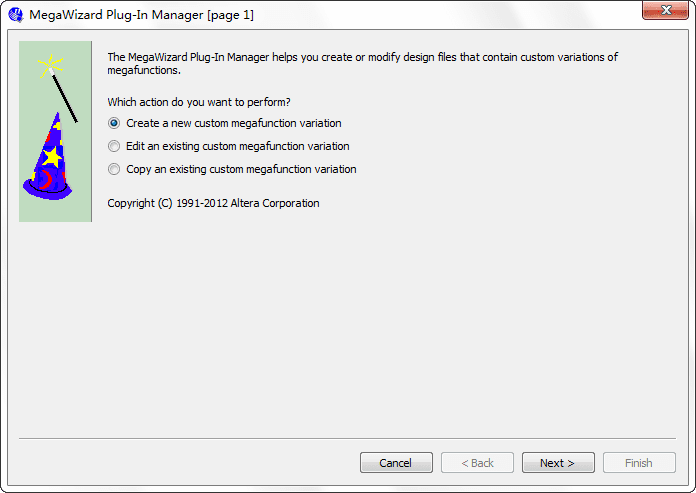 MegaWizard Plug-In Manager [page 1]
The MegaWizard Plug-In Manager helps you create or modify design files that contain custom variations of
megafunctions.
Which action do you want to perform?
Create a new custom megafunction variation
Edit an existing custom megafunction variation
Copy an existing custom megafunction variation
Copyright (C) 1991-2012 Altera Corporation
Cancel
< Back
Next >
Finish